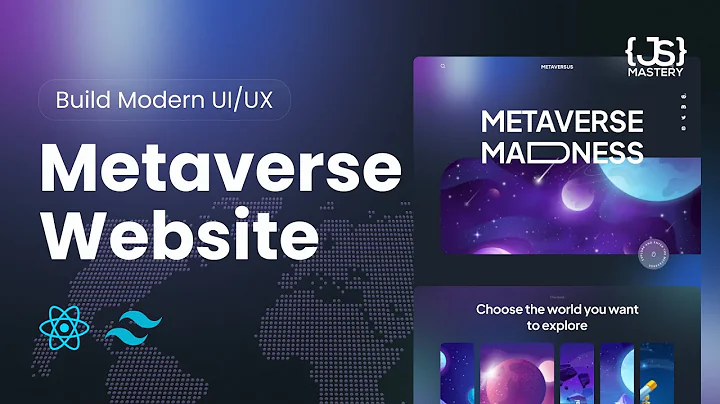 {JS}
MASTERY
Build Modern UI/UX
Metaverse
Website
METAVERSUS
METAVERSE
MADNESS
Choose the world you want
to explore